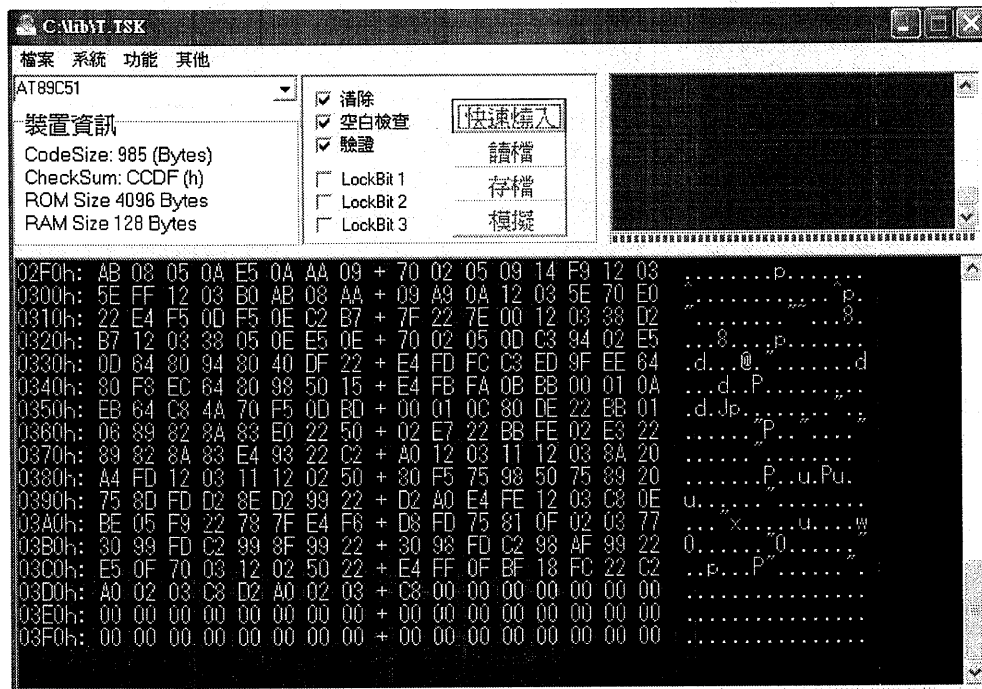 C:\lib\T.TSK
檔案 系統 功能 其他
AT89C51
裝置資訊
CodeSize: 985 (Bytes)
CheckSum: CCDF (h)
ROM Size 4096 Bytes
RAM Size 128 Bytes
清除
空白檢查
驗證
LockBit 1
LockBit 2
LockBit 3
快速燒入
讀檔
存檔
模擬
02F0h: AB 08 05 0A E5 0A AA 09 + 70 02 05 09 14 F9 12 03
0300h: 5E FF 12 03 B0 AB 08 AA + 09 A9 0A 12 03 5E 70 E0
0310h: 22 E4 F5 0D F5 0E C2 B7 + 7F 22 7E 00 12 03 38 D2
0320h: B7 12 03 38 05 0E E5 0E + 70 02 05 0D C3 94 02 E5
0330h: 0D 64 80 94 80 40 DF 22 + E4 FD FC C3 ED 9F EE 64
0340h: 80 F8 EC 64 80 98 50 15 + E4 FB FA 0B BB 00 01 0A
0350h: EB 64 C8 4A 70 F5 0D BD + 00 01 0C 80 DE 22 BB 01
0360h: 06 89 82 8A 83 E0 22 50 + 02 E7 22 BB FE 02 E3 22
0370h: 89 82 8A 83 E4 93 22 C2 + A0 12 03 11 12 03 8A 20
0380h: A4 FD 12 03 11 12 02 50 + 80 F5 75 98 50 75 89 20
0390h: 75 8D FD D2 8E D2 99 22 + D2 A0 E4 FE 12 03 C8 0E
03A0h: BE 05 F9 22 78 7F E4 F6 + D8 FD 75 81 0F 02 03 77
03B0h: 30 99 FD C2 99 8F 99 22 + 30 98 FD C2 98 AF 99 22
03C0h: E5 0F 70 03 12 02 50 22 + E4 FF 0F BF 18 FC 22 C2
03D0h: A0 02 03 C8 D2 A0 02 03 + C8 00 00 00 00 00 00 00
03E0h: 00 00 00 00 00 00 00 00 + 00 00 00 00 00 00 00 00
03F0h: 00 00 00 00 00 00 00 00 + 00 00 00 00 00 00 00 00